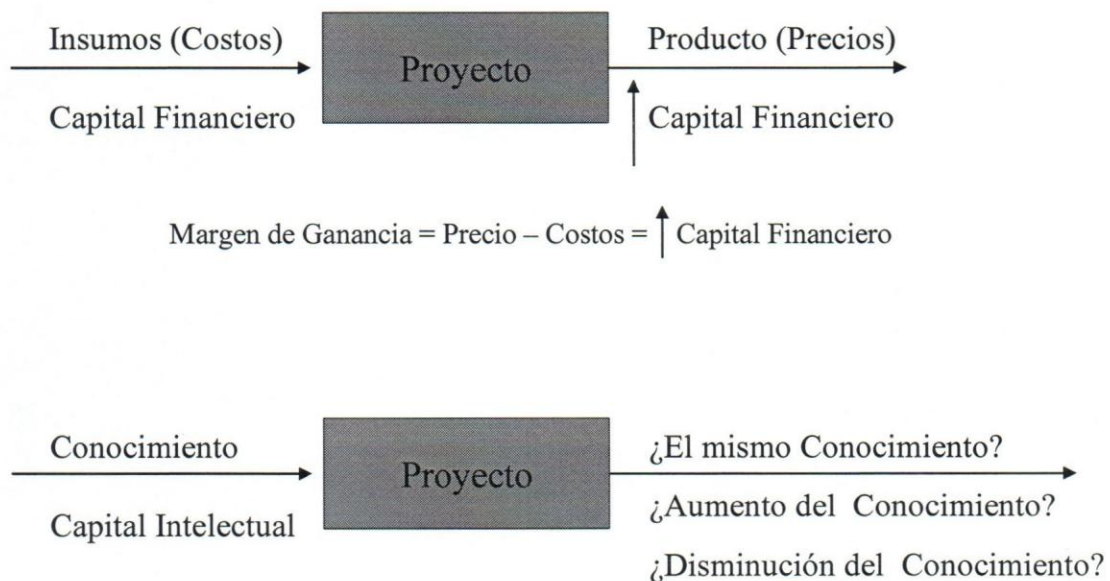 Insumos (Costos)
Capital Financiero
Proyecto
Producto (Precios)
Capital Financiero
Margen de Ganancia = Precio – Costos = ↑ Capital Financiero
Conocimiento
Capital Intelectual
Proyecto
¿El mismo Conocimiento?
¿Aumento del Conocimiento?
¿Disminución del Conocimiento?